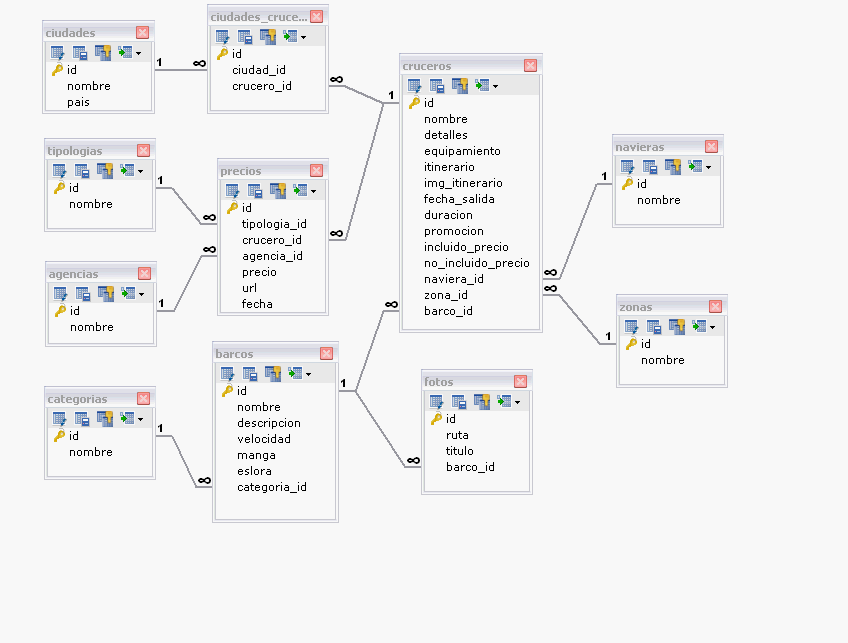 ciudades
id
nombre
pais
ciudades_cruce...
id
ciudad_id
crucero_id
cruceros
id
nombre
detalles
equipamiento
itinerario
img_itinerario
fecha_salida
duracion
promocion
incluido_precio
no_incluido_precio
naviera_id
zona_id
barco_id
tipologias
id
nombre
precios
id
tipologia_id
crucero_id
agencia_id
precio
url
fecha
navieras
id
nombre
agencias
id
nombre
zonas
id
nombre
barcos
id
nombre
descripcion
velocidad
manga
eslora
categoria_id
fotos
id
ruta
titulo
barco_id
categorias
id
nombre
1
∞
∞
1
∞
1
∞
∞
1
1
∞
∞
1
∞
1
∞
1
∞